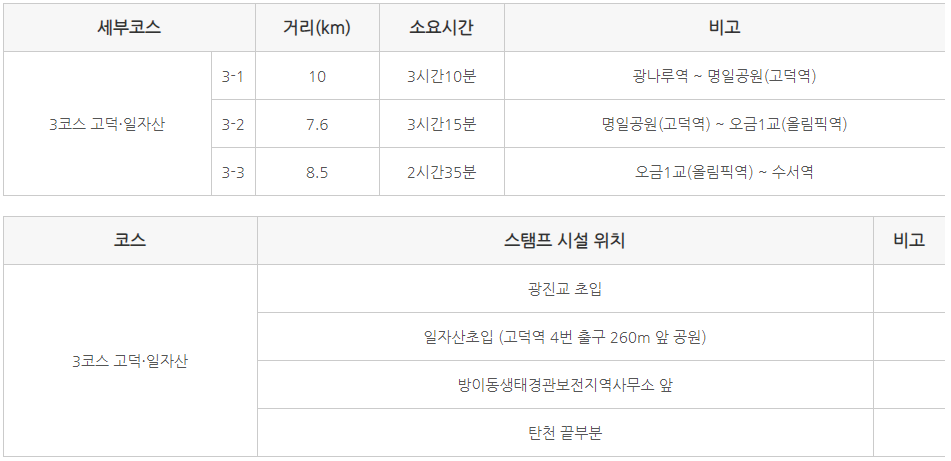 세부코스 거리(km) 소요시간 비고
3-1 10 3시간10분 광나루역 ~ 명일공원(고덕역)
3코스 고덕·일자산 3-2 7.6 3시간15분 명일공원(고덕역) ~ 오금1교(올림픽역)
3-3 8.5 2시간35분 오금1교(올림픽역) ~ 수서역
코스 스탬프 시설 위치 비고
광진교 초입
일자산초입 (고덕역 4번 출구 260m 앞 공원)
3코스 고덕·일자산
방이동생태경관보전지역사무소 앞
탄천 끝부분